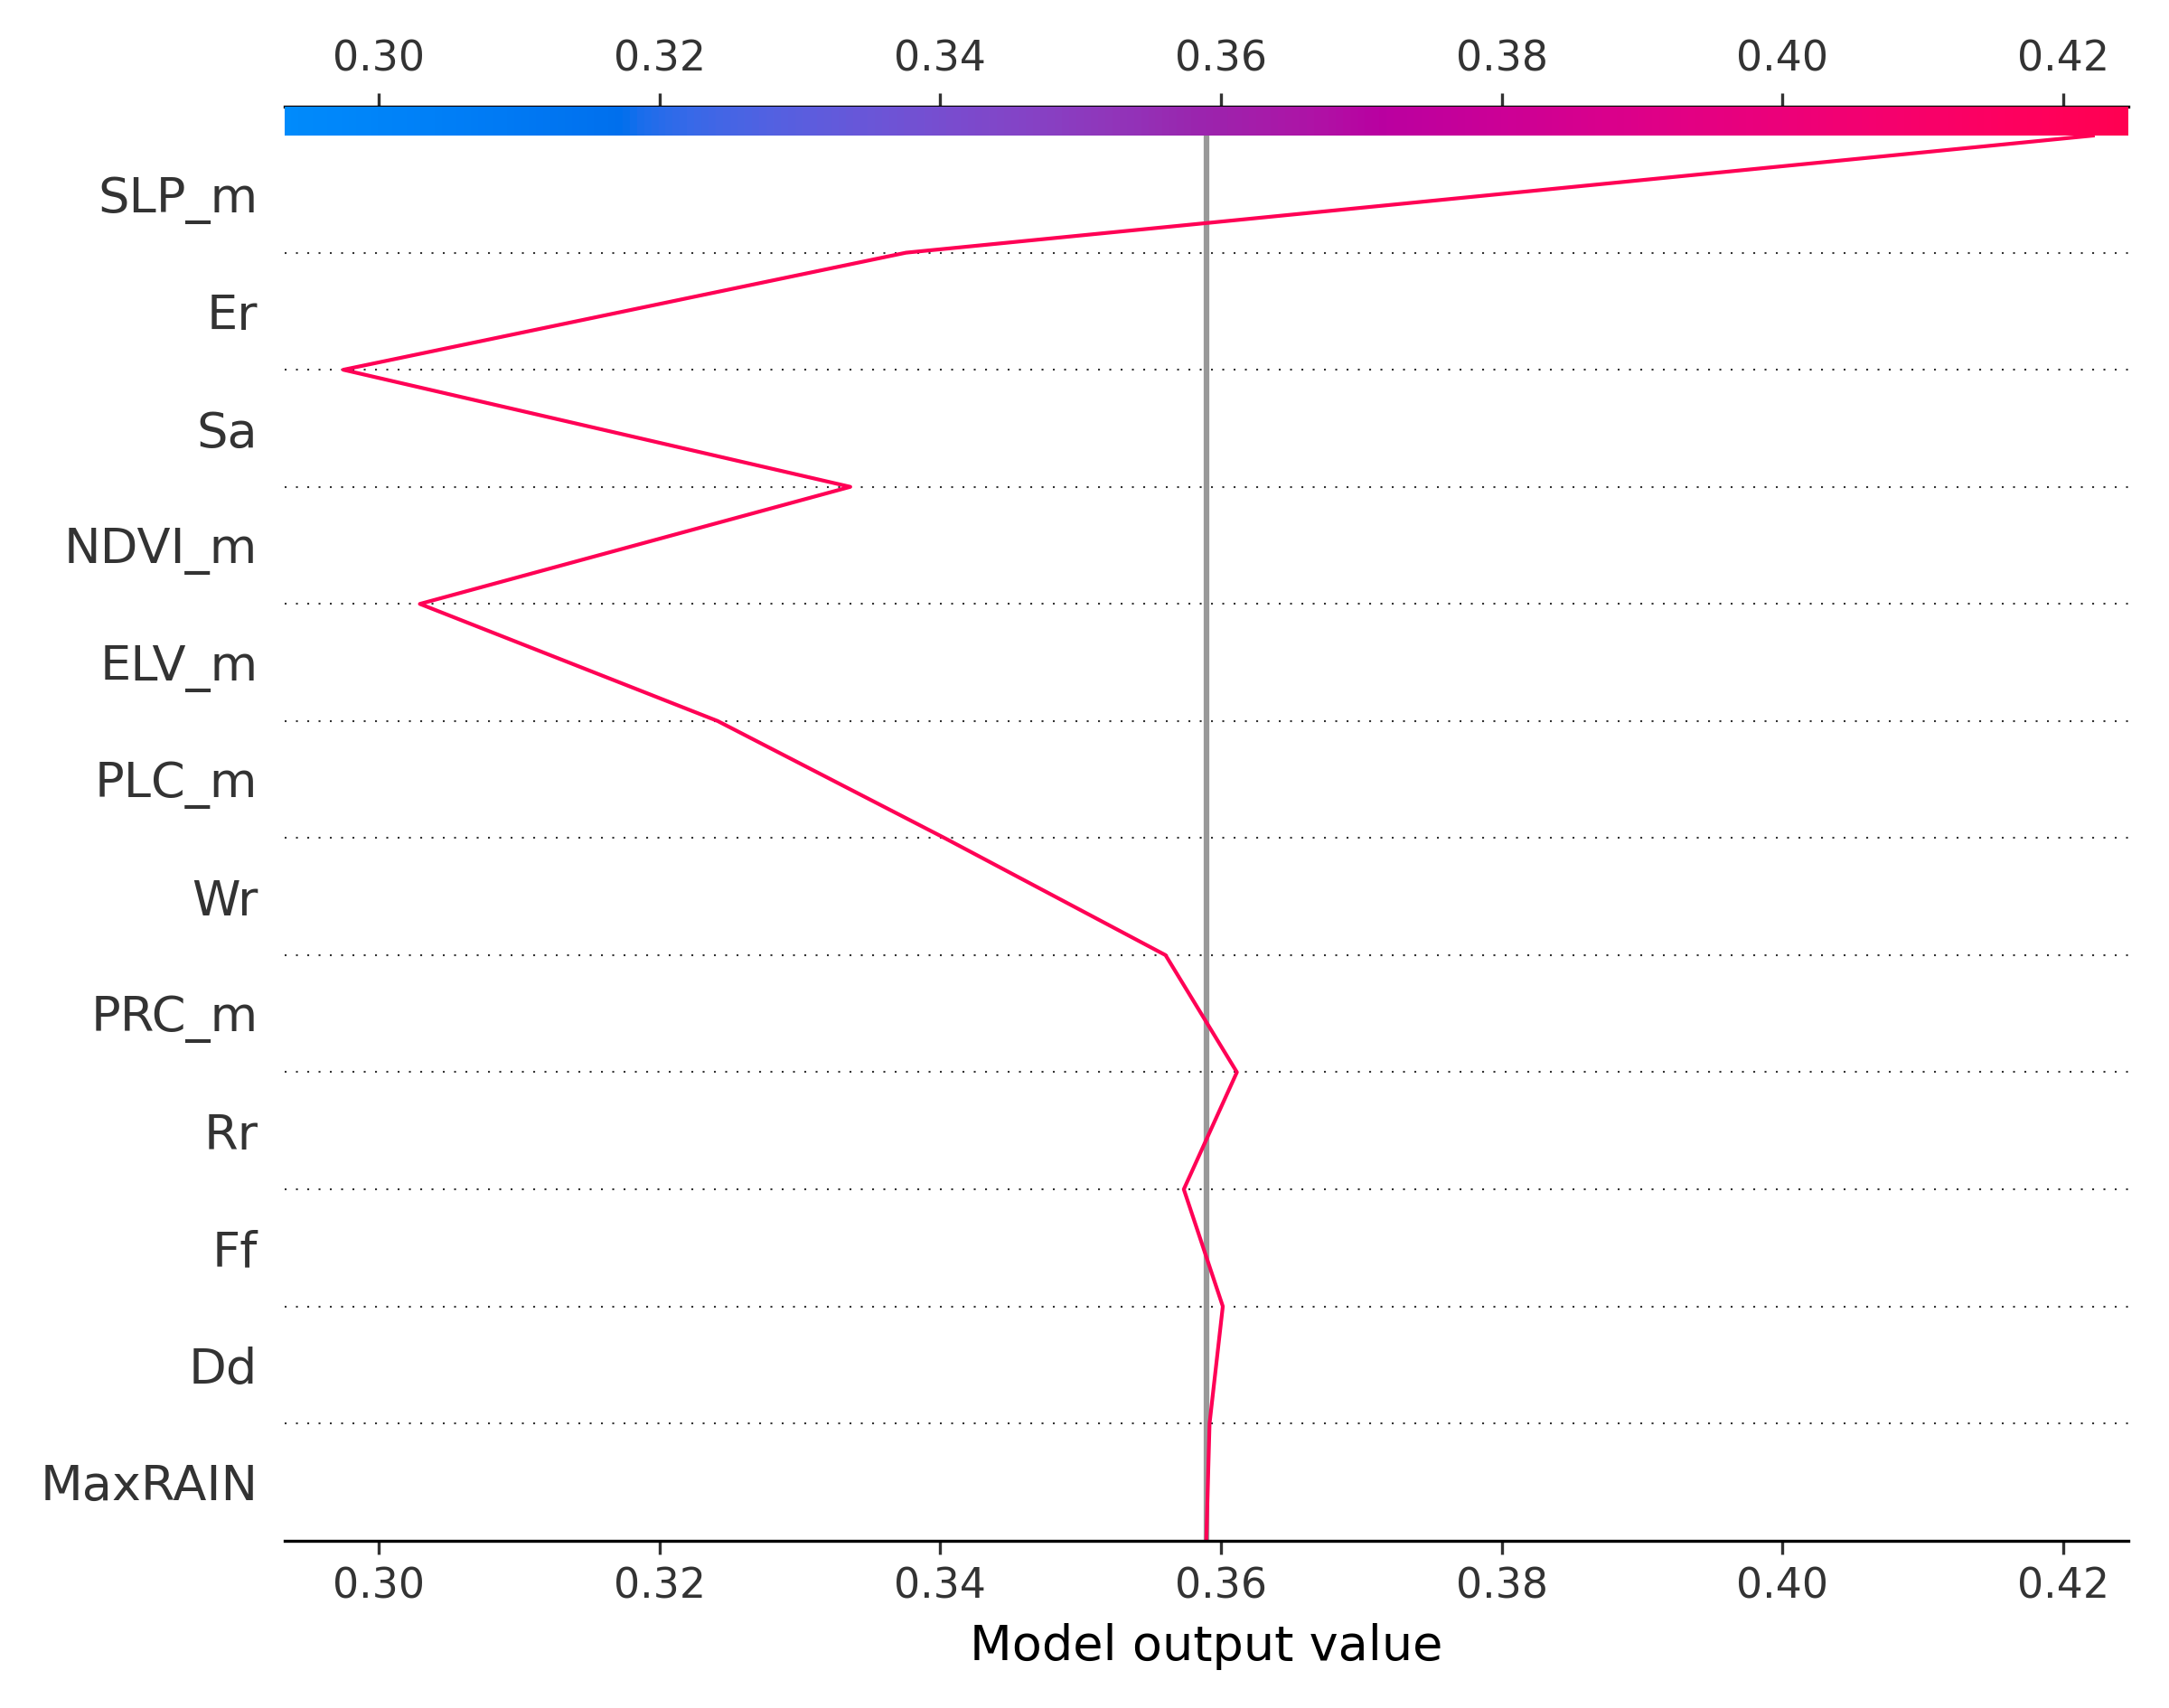 0.30 0.32 0.34 0.36 0.38 0.40 0.42
SLP_m
Er
Sa
NDVI_m
ELV_m
PLC_m
Wr
PRC_m
Rr
Ff
Dd
MaxRAIN
0.30 0.32 0.34 0.36 0.38 0.40 0.42
Model output value